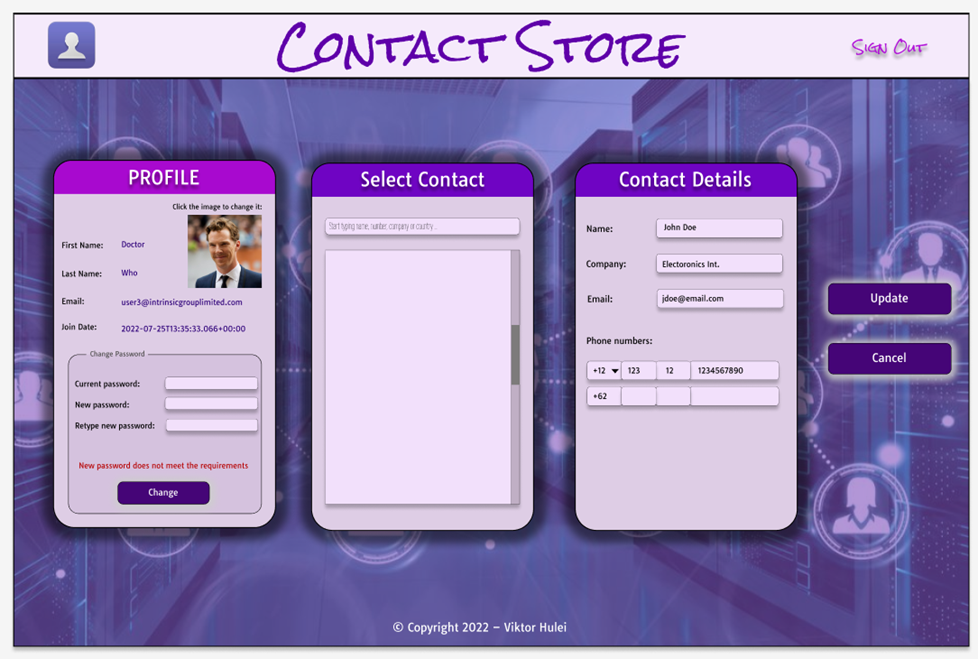 Contact Store
Sign Out
PROFILE
Click the image to change it:
First Name: Doctor
Last Name: Who
Email: user3@intrinsicgrouplimited.com
Join Date: 2022-07-25T13:35:33.066+00:00
Change Password
Current password:
New password:
Retype new password:
New password does not meet the requirements
Change
Select Contact
Start typing name, number, company or country ..
Contact Details
Name: John Doe
Company: Electoronics Int.
Email: jdoe@email.com
Phone numbers:
+12 123 12 1234567890
+62
Update
Cancel
© Copyright 2022 – Viktor Hulei